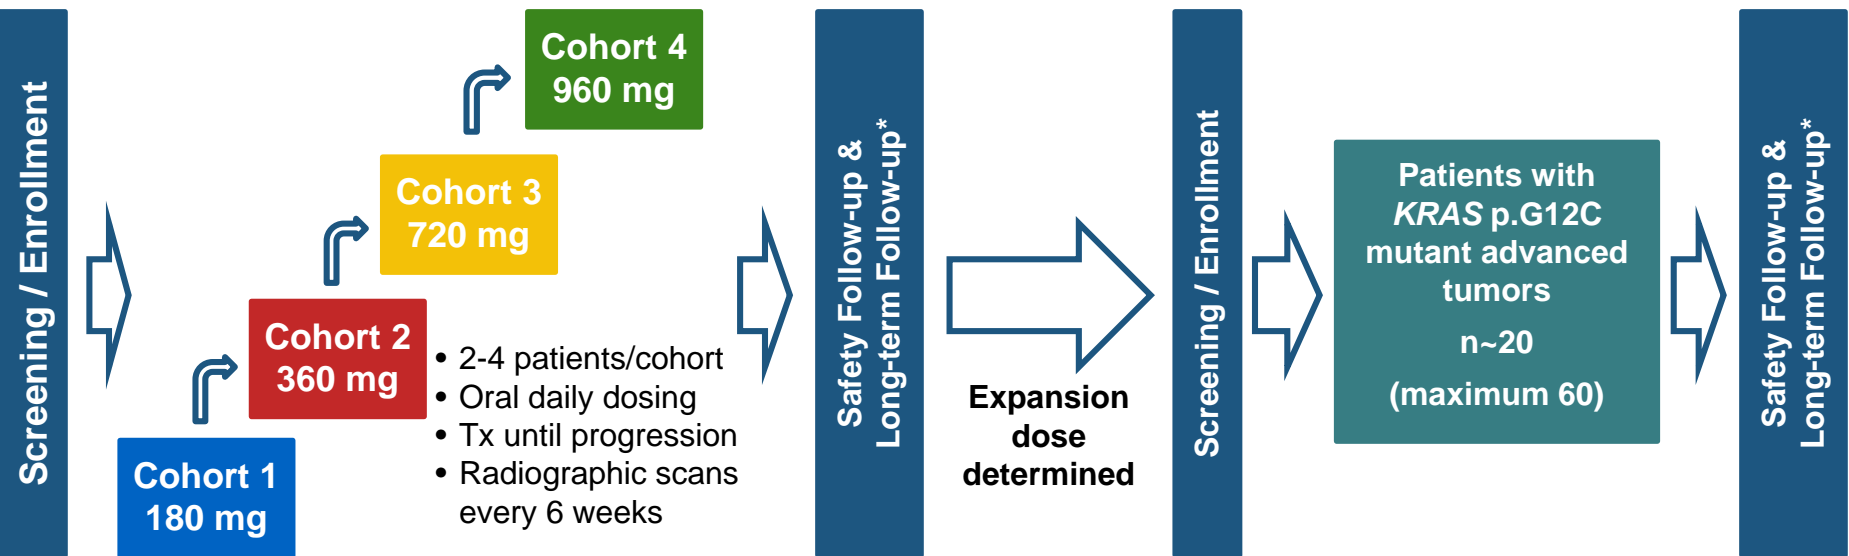 Screening / Enrollment
Cohort 1
180 mg
Cohort 2
360 mg
Cohort 3
720 mg
Cohort 4
960 mg
• 2-4 patients/cohort
• Oral daily dosing
• Tx until progression
• Radiographic scans
every 6 weeks
Safety Follow-up &
Long-term Follow-up*
Expansion
dose
determined
Screening / Enrollment
Patients with
KRAS p.G12C
mutant advanced
tumors
n~20
(maximum 60)
Safety Follow-up &
Long-term Follow-up*